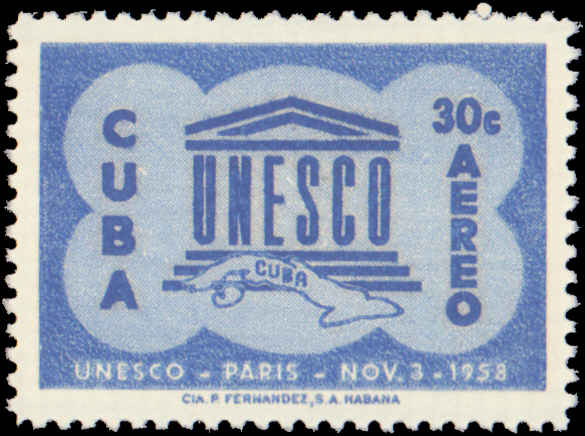 CUBA
30c
AEREO
UNESCO
CUBA
UNESCO - PARIS - NOV. 3 - 1958
CIA. P. FERNANDEZ, S. A. HABANA